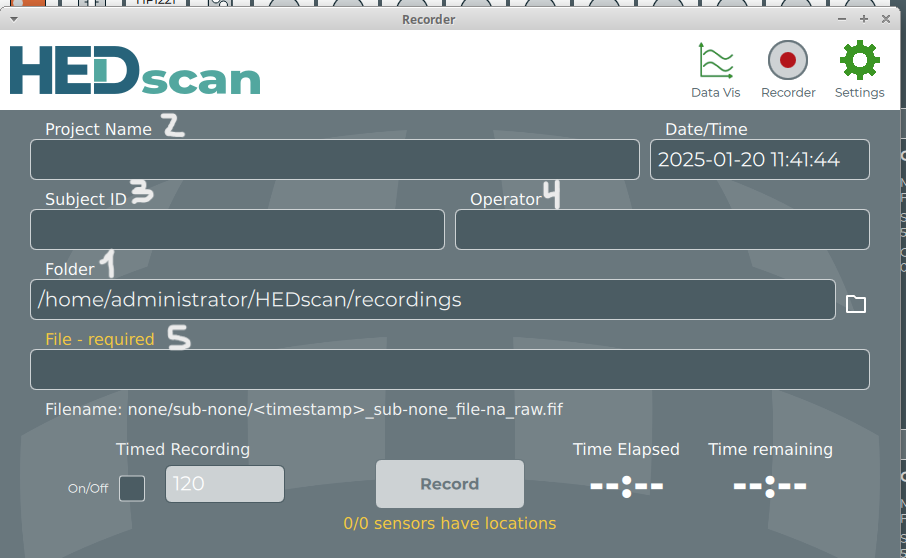 Recorder
HEDscan
Data Vis Recorder Settings
Project Name 2 Date/Time
2025-01-20 11:41:44
Subject ID 3 Operator 4
Folder 1
/home/administrator/HEDscan/recordings
File - required 5
Filename: none/sub-none/<timestamp>_sub-none_file-na_raw.fif
Timed Recording Time Elapsed Time remaining
On/Off 120 Record --:-- --:--
0/0 sensors have locations